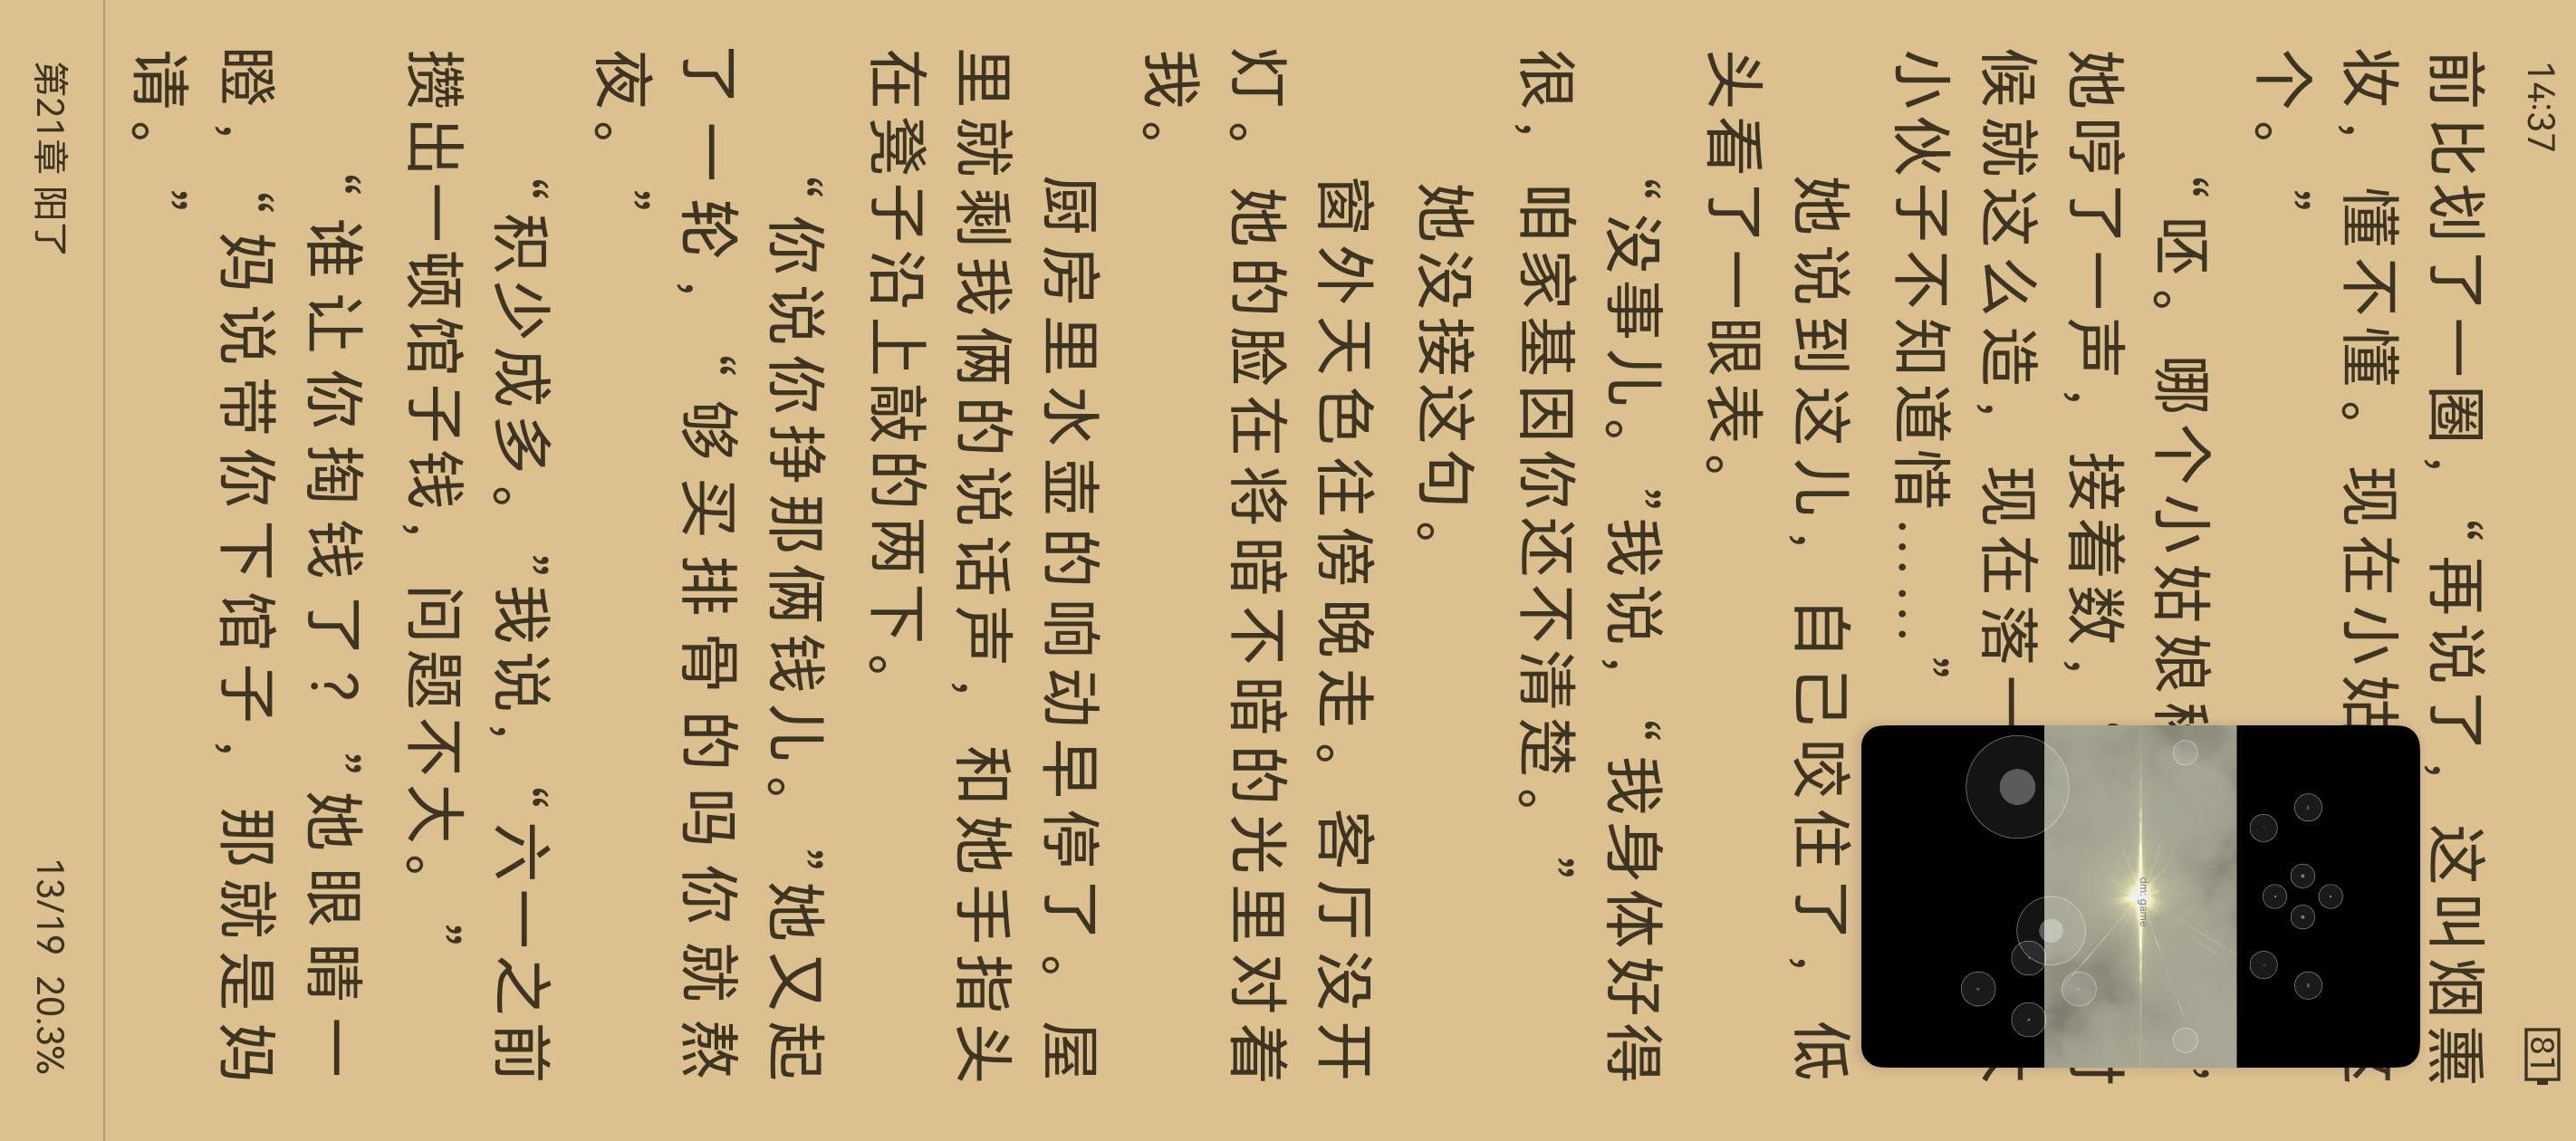 14:37
81
前比划了一圈，“再说了，这叫烟熏
妆，懂不懂。现在小姑
个。”
“呸。哪个小姑娘
她哼了一声，接着数，
候就这么造，现在落一
小伙子不知道惜……”
她说到这儿，自己咬住了，低
头看了一眼表。
“没事儿。”我说，“我身体好得
很，咱家基因你还不清楚。”
她没接这句。
窗外天色往傍晚走。客厅没开
灯。她的脸在将暗不暗的光里对着
我。
厨房里水壶的响动早停了。屋
里就剩我俩的说话声，和她手指头
在凳子沿上敲的两下。
“你说你挣那俩钱儿。”她又起
了一轮，“够买排骨的吗你就熬
夜。”
“积少成多。”我说，“六一之前
攒出一顿馆子钱，问题不大。”
“谁让你掏钱了？”她眼睛一
瞪，“妈说带你下馆子，那就是妈
请。”
第21章 阳了
13/19 20.3%